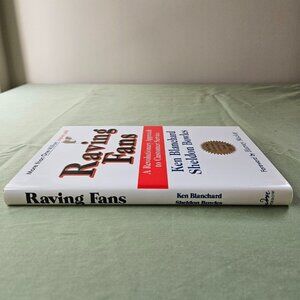 Raving
Fans
A Revolutionary Approach
to Customer Service
Ken Blanchard
Sheldon Bowles
Raving Fans
Ken Blanchard
Sheldon Bowles